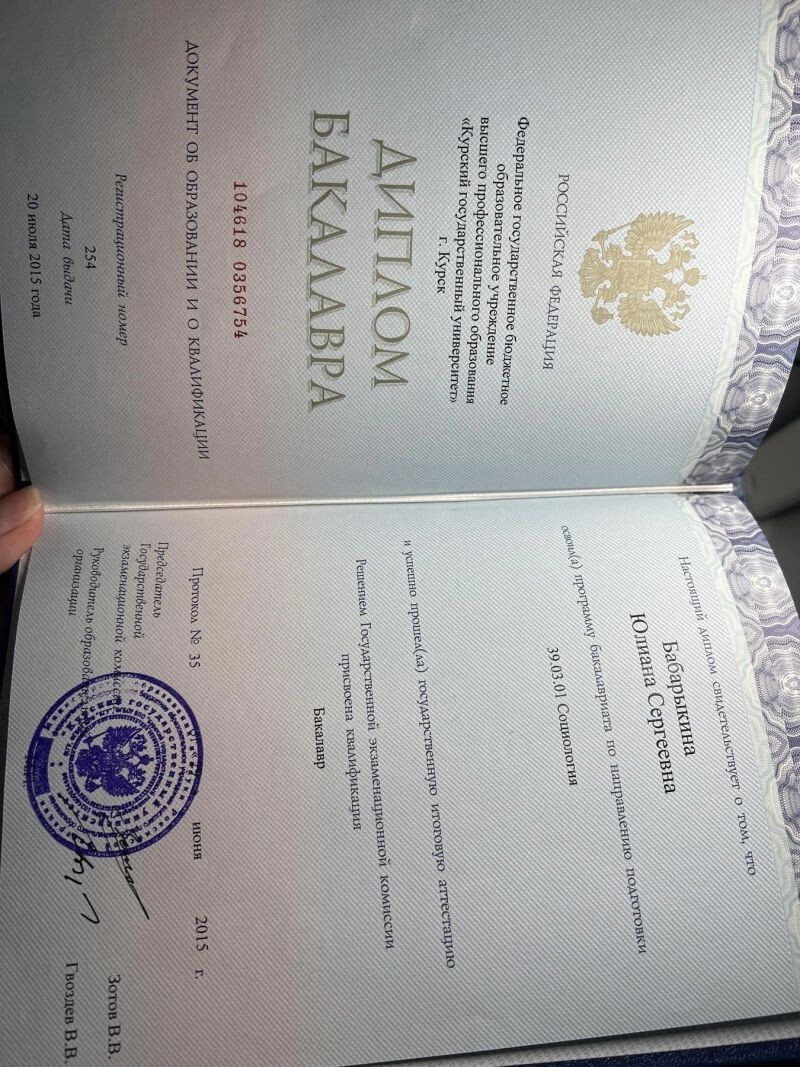 РОССИЙСКАЯ ФЕДЕРАЦИЯ
Федеральное государственное бюджетное
образовательное учреждение
высшего профессионального образования
«Курский государственный университет»
г. Курск
ДИПЛОМ
БАКАЛАВРА
104618 0356754
ДОКУМЕНТ ОБ ОБРАЗОВАНИИ И О КВАЛИФИКАЦИИ
Регистрационный номер
254
Дата выдачи
20 июля 2015 года
Настоящий диплом свидетельствует о том, что
Бабарыкина
Юлиана Сергеевна
освоил(а) программу бакалавриата по направлению подготовки
39.03.01 Социология
и успешно прошел(ла) государственную итоговую аттестацию
Решением Государственной экзаменационной комиссии
присвоена квалификация
Бакалавр
Протокол № 35
июня 2015 г.
Председатель
Государственной
экзаменационной комиссии
Зотов В.В.
Руководитель
организации
Гвоздев В.В.